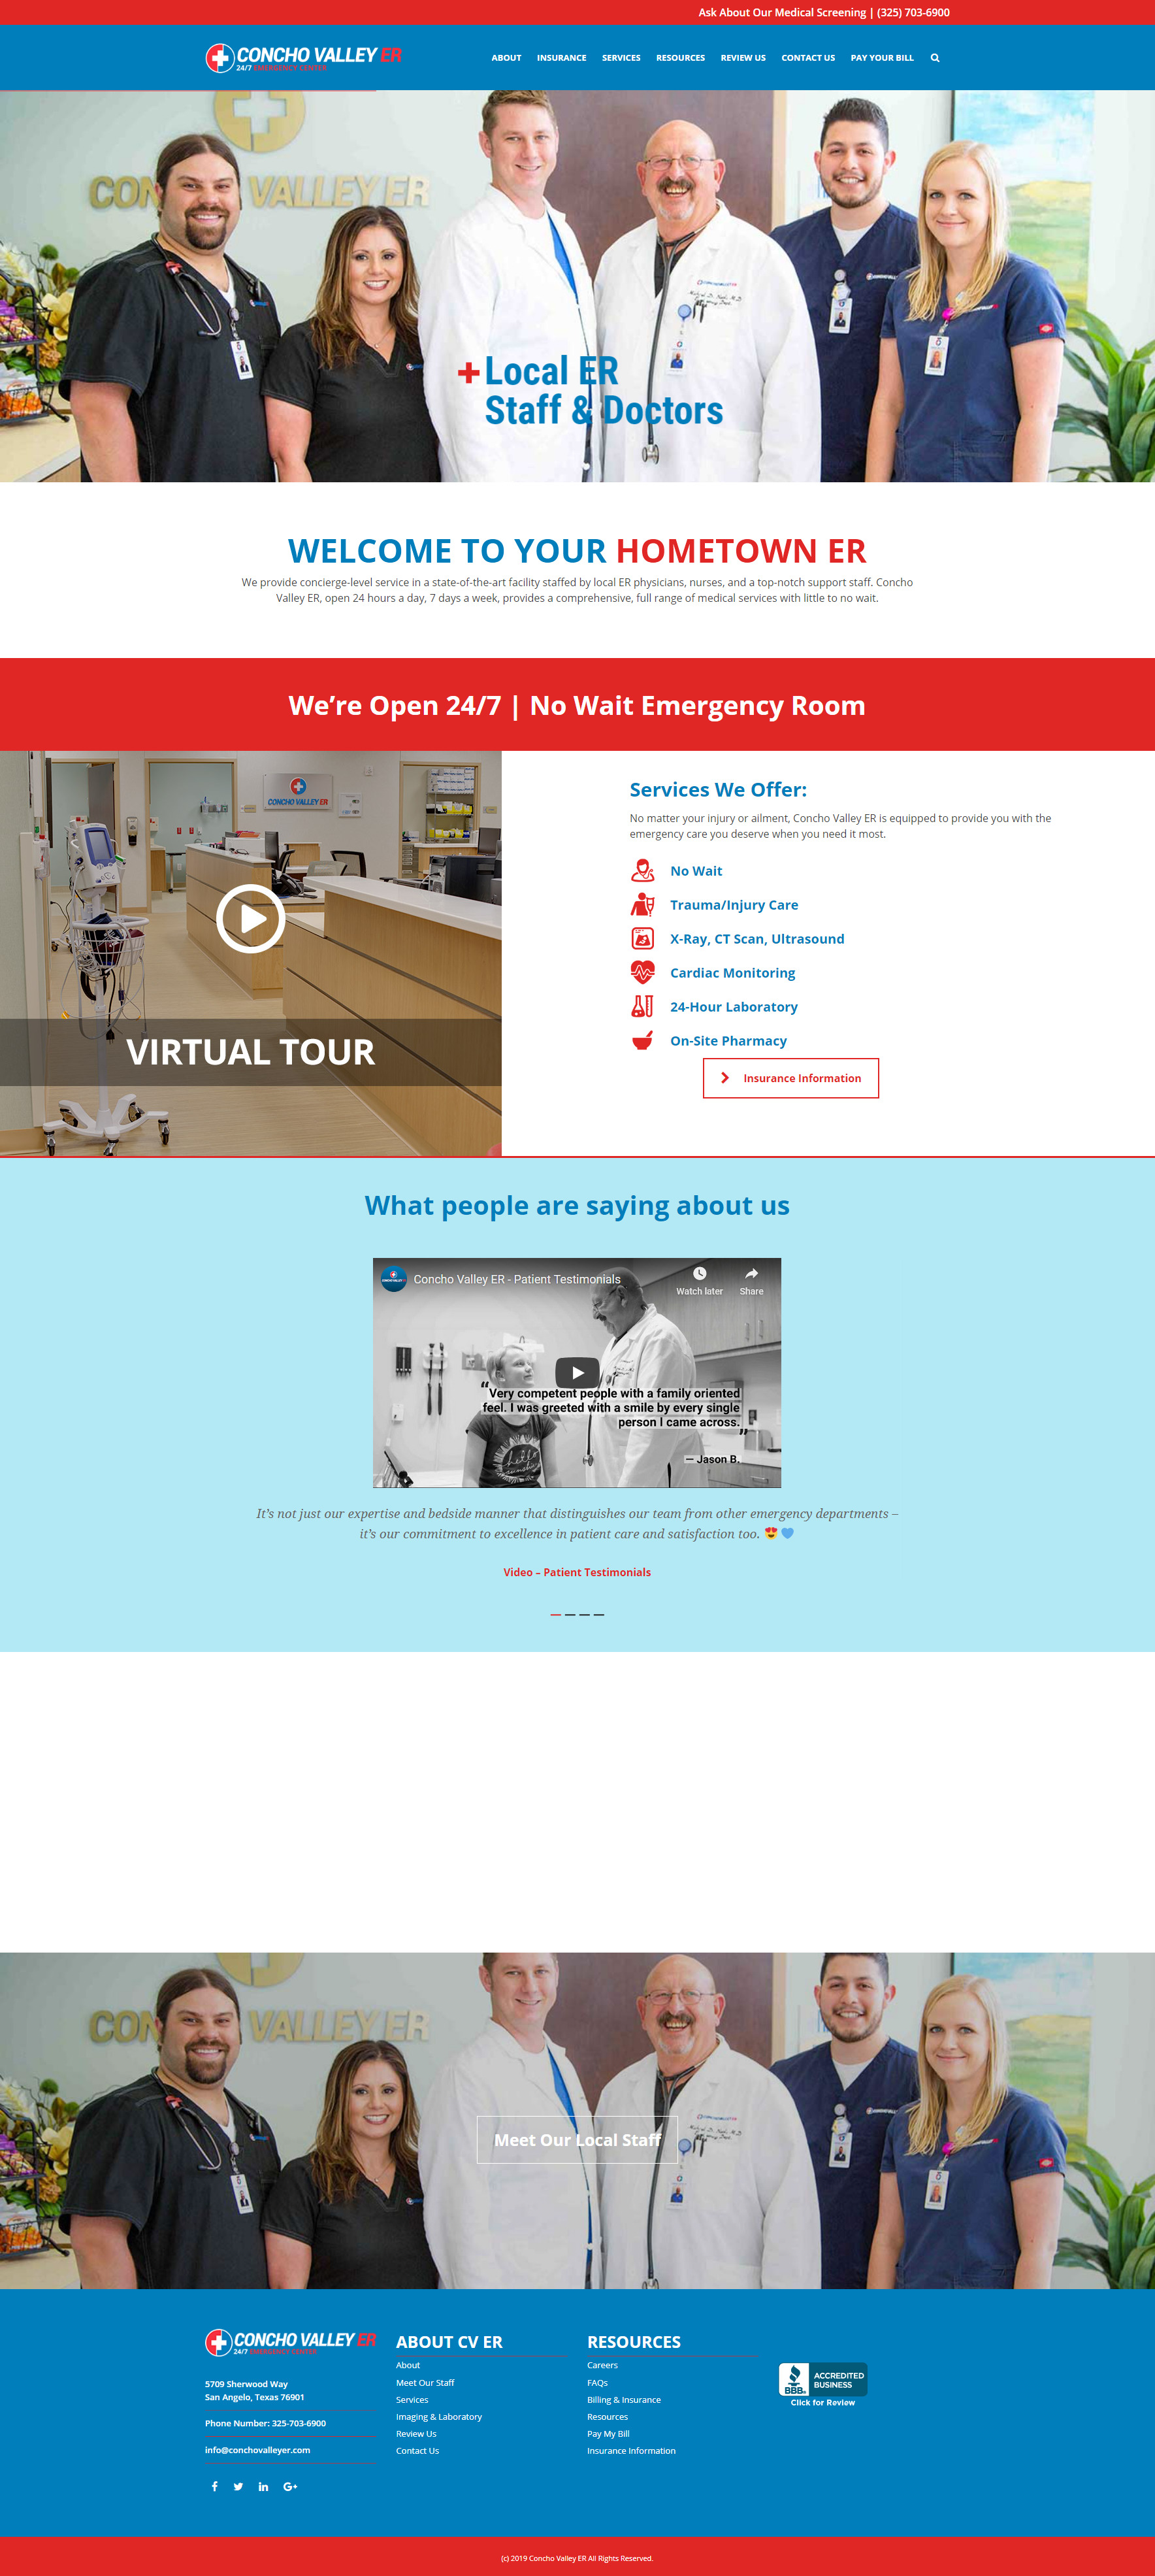 Ask About Our Medical Screening | (325) 703-6900
CONCHO VALLEY ER
24/7 EMERGENCY CENTER
ABOUT INSURANCE SERVICES RESOURCES REVIEW US CONTACT US PAY YOUR BILL
CON VALLEY ER
Local ER
Staff & Doctors
WELCOME TO YOUR HOMETOWN ER
We provide concierge-level service in a state-of-the-art facility staffed by local ER physicians, nurses, and a top-notch support staff. Concho
Valley ER, open 24 hours a day, 7 days a week, provides a comprehensive, full range of medical services with little to no wait.
We’re Open 24/7 | No Wait Emergency Room
CONCHO VALLEY ER
VIRTUAL TOUR
Services We Offer:
No matter your injury or ailment, Concho Valley ER is equipped to provide you with the
emergency care you deserve when you need it most.
No Wait
Trauma/Injury Care
X-Ray, CT Scan, Ultrasound
Cardiac Monitoring
24-Hour Laboratory
On-Site Pharmacy
Insurance Information
What people are saying about us
Concho Valley ER - Patient Testimonials
Watch later
Share
“Very competent people with a family oriented
feel. I was greeted with a smile by every single
person I came across.”
— Jason B.
It’s not just our expertise and bedside manner that distinguishes our team from other emergency departments –
it’s our commitment to excellence in patient care and satisfaction too. 😍💙
Video – Patient Testimonials
CON VALLEY ER
Meet Our Local Staff
CONCHO VALLEY ER
24/7 EMERGENCY CENTER
5709 Sherwood Way
San Angelo, Texas 76901
Phone Number: 325-703-6900
info@conchovalleyer.com
ABOUT CV ER
About
Meet Our Staff
Services
Imaging & Laboratory
Review Us
Contact Us
RESOURCES
Careers
FAQs
Billing & Insurance
Resources
Pay My Bill
Insurance Information
BBB.
ACCREDITED
BUSINESS
Click for Review
(c) 2019 Concho Valley ER All Rights Reserved.